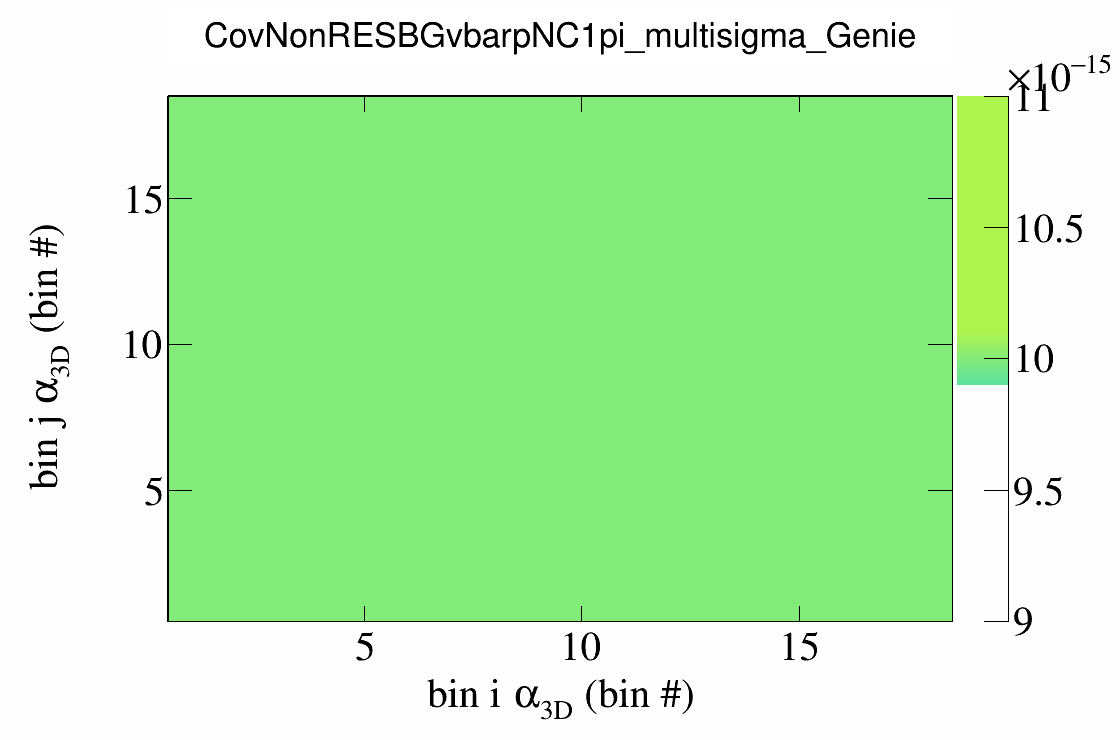 CovNonRESBGvbarpNC1pi_multisigma_Genie
×10⁻¹⁵
11
10.5
10
9.5
9
15
10
5
bin j α₃D (bin #)
5 10 15
bin i α₃D (bin #)